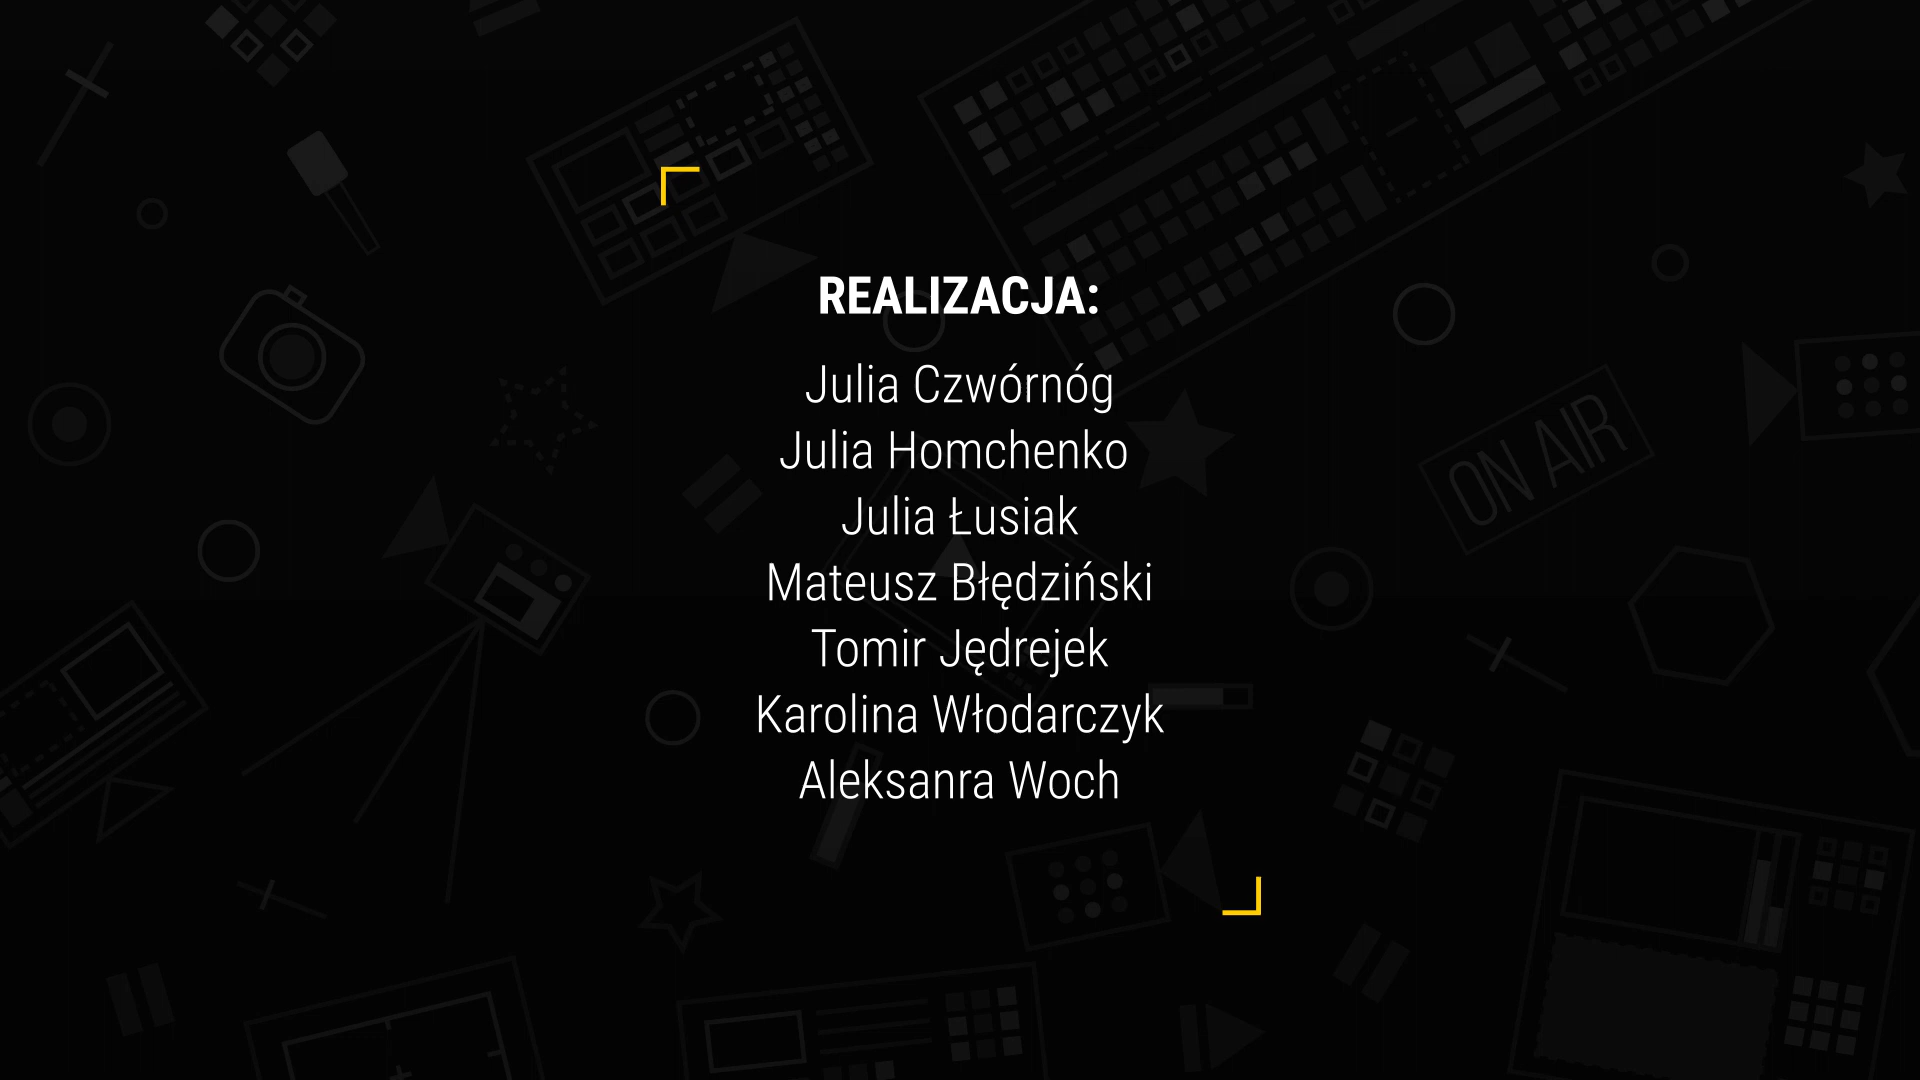 REALIZACJA:
Julia Czwórnóg
Julia Homchenko
Julia Łusiak
ON AIR
Mateusz Błędziński
Tomir Jędrejek
Karolina Włodarczyk
Aleksanra Woch